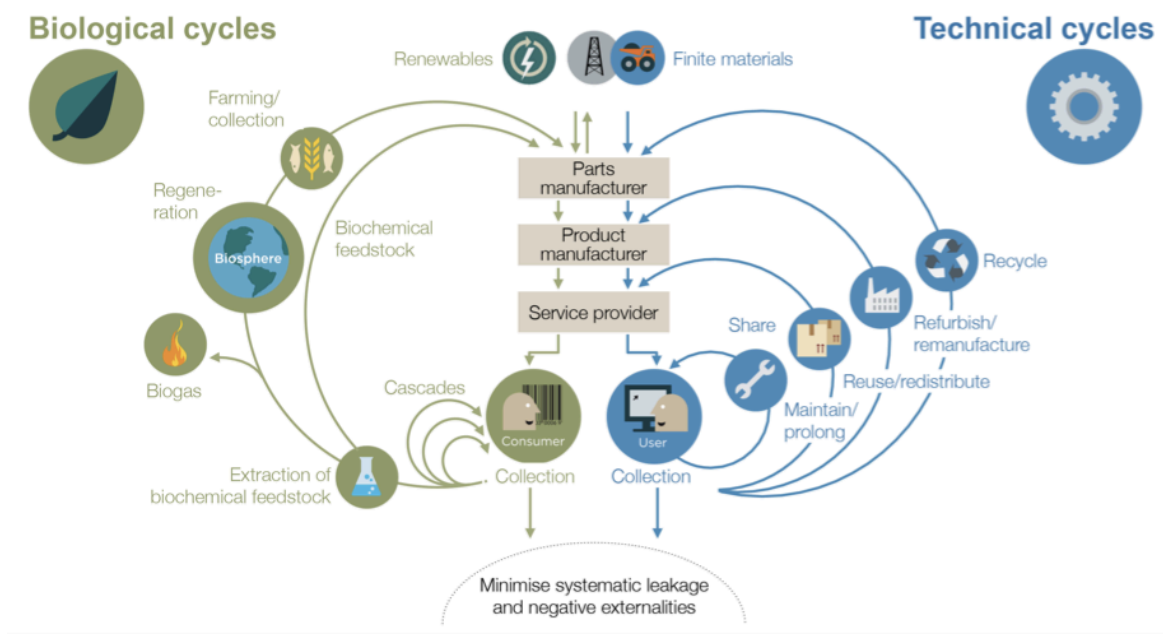 Biological cycles
Technical cycles
Renewables
Finite materials
Farming/
collection
Parts
manufacturer
Regene-
ration
Biochemical
feedstock
Product
manufacturer
Biosphere
Recycle
Service provider
Share
Refurbish/
remanufacture
Biogas
Cascades
Reuse/redistribute
Maintain/
prolong
Consumer
User
Extraction of
biochemical feedstock
Collection
Collection
Minimise systematic leakage
and negative externalities